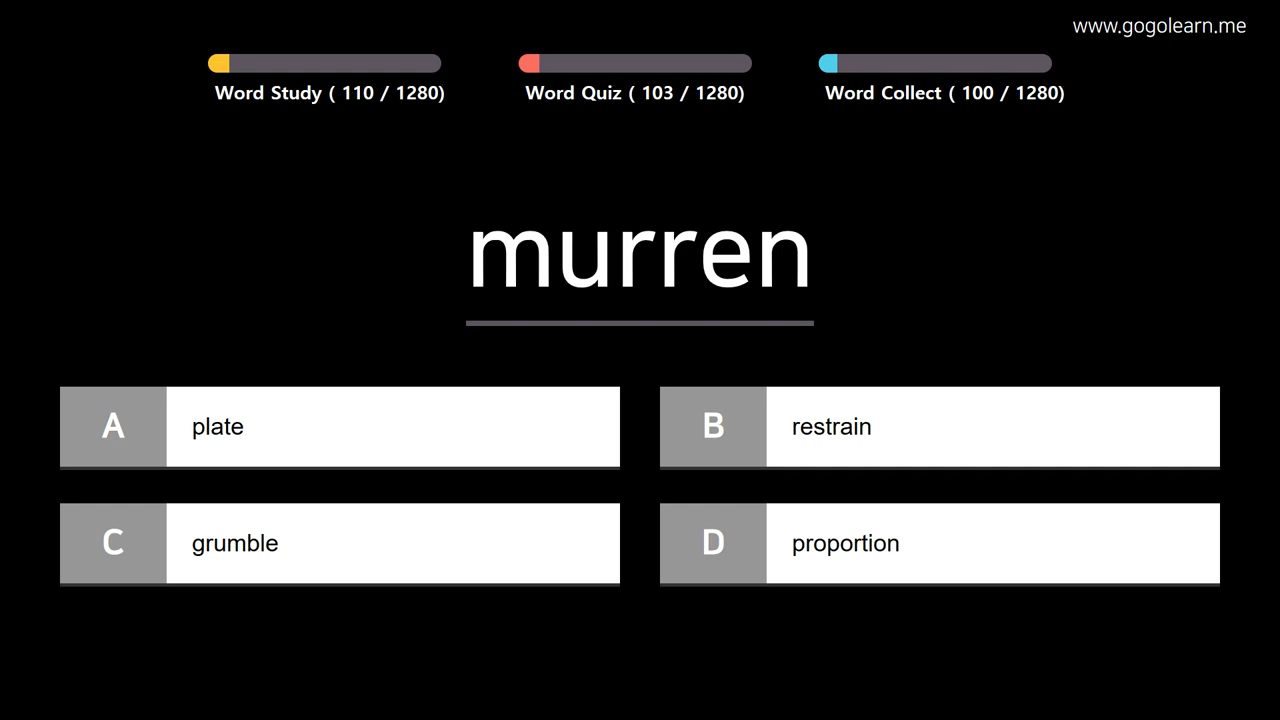 www.gogolearn.me
Word Study ( 110 / 1280)
Word Quiz ( 103 / 1280)
Word Collect ( 100 / 1280)
murren
A plate
B restrain
C grumble
D proportion